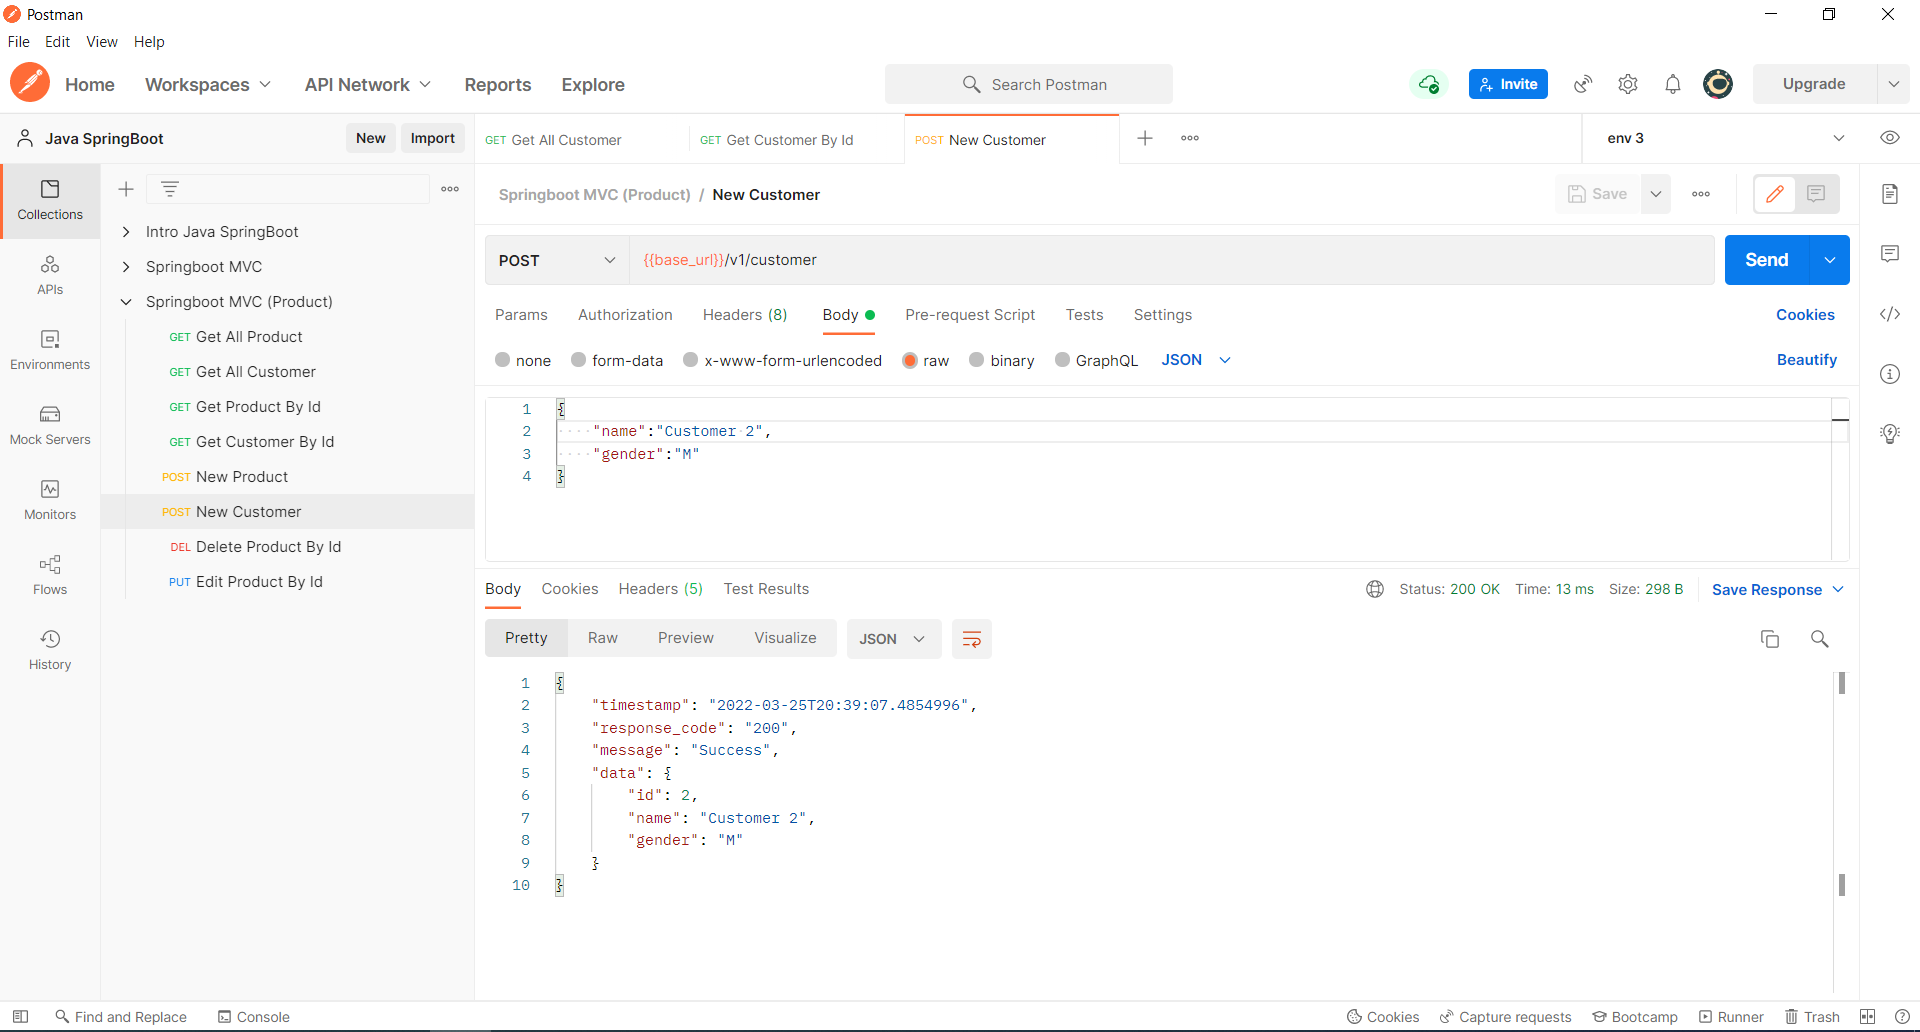 Postman
File Edit View Help
Home Workspaces API Network Reports Explore Search Postman Invite Upgrade
Java SpringBoot New Import
GET Get All Customer GET Get Customer By Id POST New Customer env 3
Collections
APIs
Environments
Mock Servers
Monitors
Flows
History
Intro Java SpringBoot
Springboot MVC
Springboot MVC (Product)
GET Get All Product
GET Get All Customer
GET Get Product By Id
GET Get Customer By Id
POST New Product
POST New Customer
DEL Delete Product By Id
PUT Edit Product By Id
Springboot MVC (Product) / New Customer Save
POST {{base_url}}/v1/customer Send
Params Authorization Headers (8) Body Pre-request Script Tests Settings Cookies
none form-data x-www-form-urlencoded raw binary GraphQL JSON Beautify
1 {
2 "name":"Customer 2",
3 "gender":"M"
4 }
Body Cookies Headers (5) Test Results Status: 200 OK Time: 13 ms Size: 298 B Save Response
Pretty Raw Preview Visualize JSON
1 {
2 "timestamp": "2022-03-25T20:39:07.4854996",
3 "response_code": "200",
4 "message": "Success",
5 "data": {
6 "id": 2,
7 "name": "Customer 2",
8 "gender": "M"
9 }
10 }
Find and Replace Console Cookies Capture requests Bootcamp Runner Trash